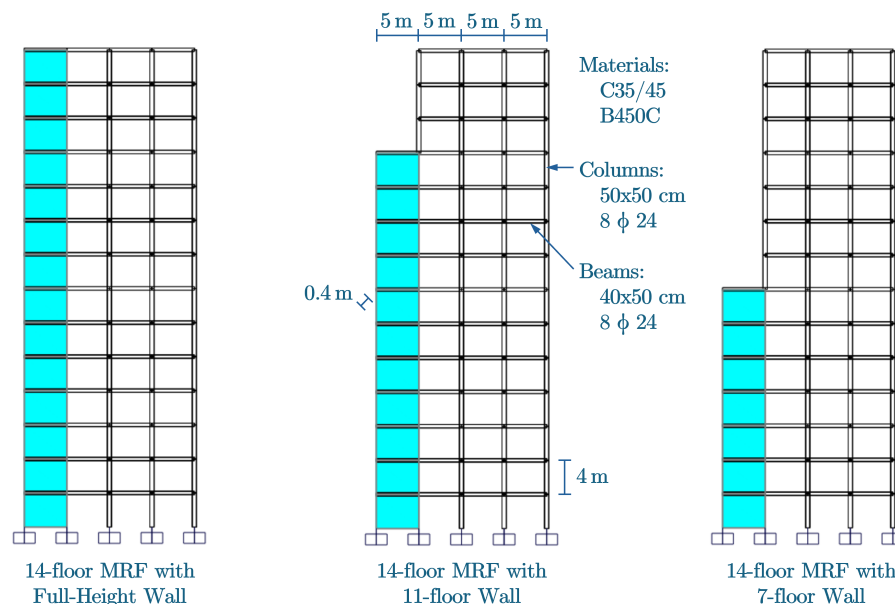 5 m 5 m 5 m 5 m
Materials:
C35/45
B450C
Columns:
50x50 cm
8 ϕ 24
Beams:
40x50 cm
8 ϕ 24
0.4 m
4 m
14-floor MRF with
Full-Height Wall
14-floor MRF with
11-floor Wall
14-floor MRF with
7-floor Wall